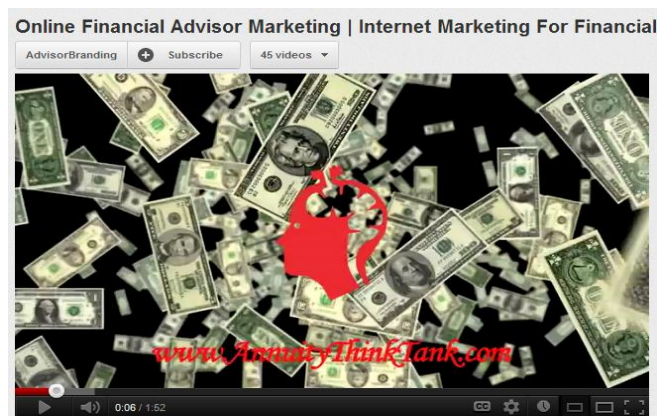 Online Financial Advisor Marketing | Internet Marketing For Financial
AdvisorBranding Subscribe 45 videos
www.AnnuityThinkTank.com
0:06 / 1:52 CC